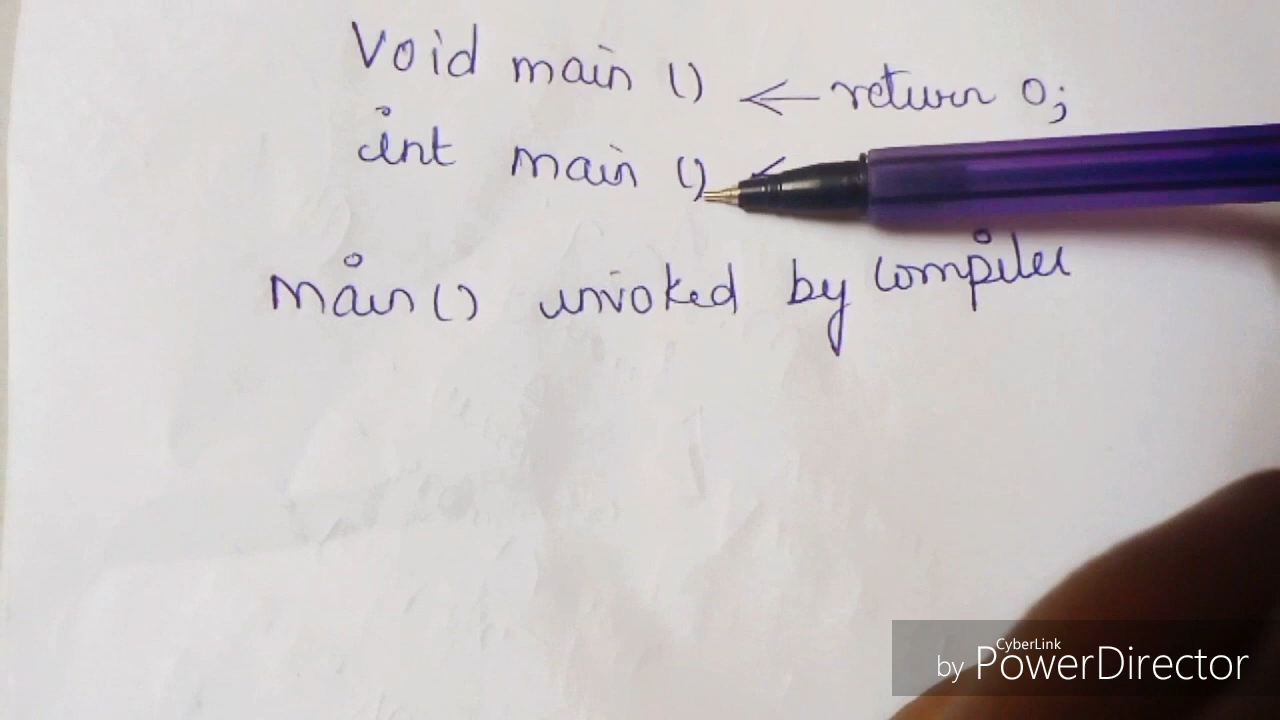 Void main () ← return 0;
int main () ←
main () invoked by compiler
CyberLink
by PowerDirector